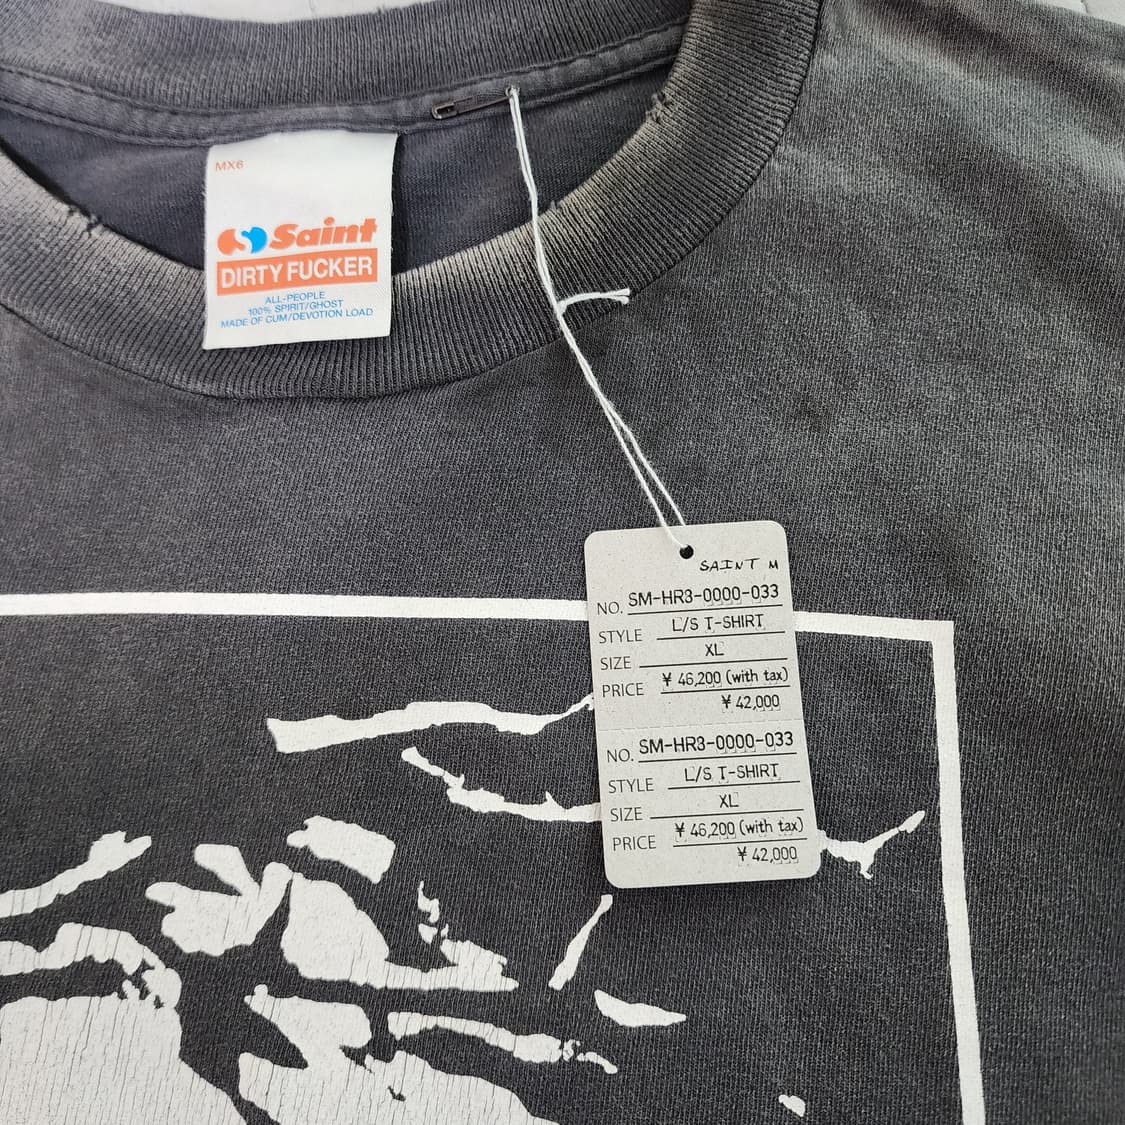 MX6
Saint
DIRTY FUCKER
ALL-PEOPLE
100% SPIRIT/GHOST
MADE OF CUM/DEVOTION LOAD
SAINT M
NO. SM-HR3-0000-033
STYLE L/S T-SHIRT
SIZE XL
PRICE ¥ 46,200 (with tax)
¥ 42,000
NO. SM-HR3-0000-033
STYLE L/S T-SHIRT
SIZE XL
PRICE ¥ 46,200 (with tax)
¥ 42,000